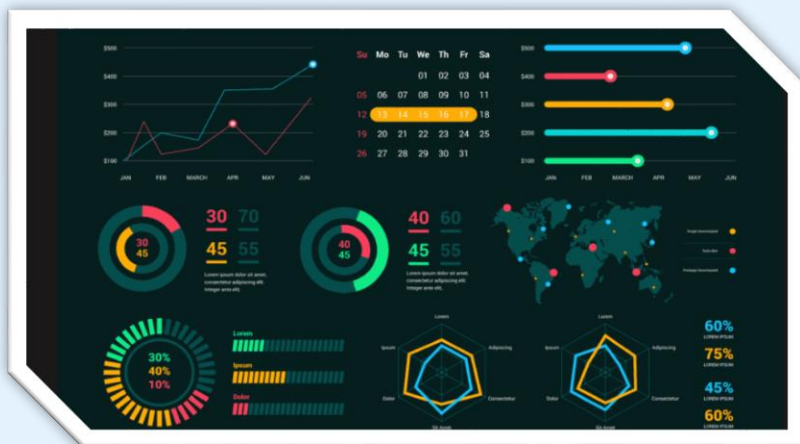 $500
$400
$300
$200
$100
JAN FEB MARCH APR MAY JUN
Su Mo Tu We Th Fr Sa
01 02 03 04
05 06 07 08 09 10 11
12 13 14 15 16 17 18
19 20 21 22 23 24 25
26 27 28 29 30 31
$500
$400
$300
$200
$100
JAN FEB MARCH APR MAY JUN
30
45
30 70
45 55
Lorem ipsum dolor sit amet,
consectetur adipiscing elit.
Integer ante elit.
40
45
40 60
45 55
Lorem ipsum dolor sit amet,
consectetur adipiscing elit.
Integer ante elit.
30%
40%
10%
Lorem
Ipsum
Dolor
Lorem
Ipsum Adipiscing
Dolor Consectetur
Sit Amet
Lorem
Ipsum Adipiscing
Dolor Consectetur
Sit Amet
60%
LOREM IPSUM
75%
LOREM IPSUM
45%
LOREM IPSUM
60%
LOREM IPSUM